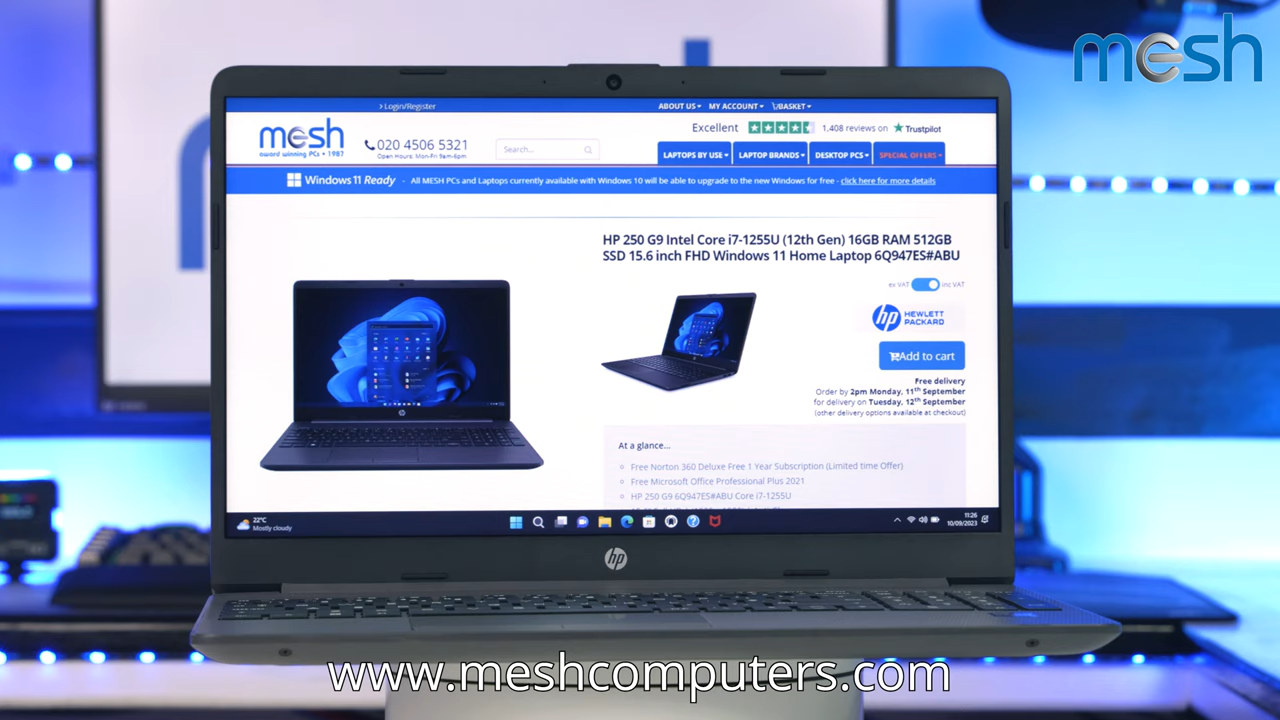 mesh
> Login/Register
ABOUT US MY ACCOUNT BASKET
mesh
award winning PCs • 1987
020 4506 5321
Open Hours: Mon-Fri 9am-6pm
Search...
Excellent 1,408 reviews on Trustpilot
LAPTOPS BY USE LAPTOP BRANDS DESKTOP PCS SPECIAL OFFERS
Windows 11 Ready - All MESH PCs and Laptops currently available with Windows 10 will be able to upgrade to the new Windows for free - click here for more details
HP 250 G9 Intel Core i7-1255U (12th Gen) 16GB RAM 512GB
SSD 15.6 inch FHD Windows 11 Home Laptop 6Q947ES#ABU
ex VAT inc VAT
hp HEWLETT
PACKARD
Add to cart
Free delivery
Order by 2pm Monday, 11th September
for delivery on Tuesday, 12th September
(other delivery options available at checkout)
At a glance...
Free Norton 360 Deluxe Free 1 Year Subscription (Limited time Offer)
Free Microsoft Office Professional Plus 2021
HP 250 G9 6Q947ES#ABU Core i7-1255U
22°C
Mostly cloudy
11:26
10/09/2023
hp
www.meshcomputers.com